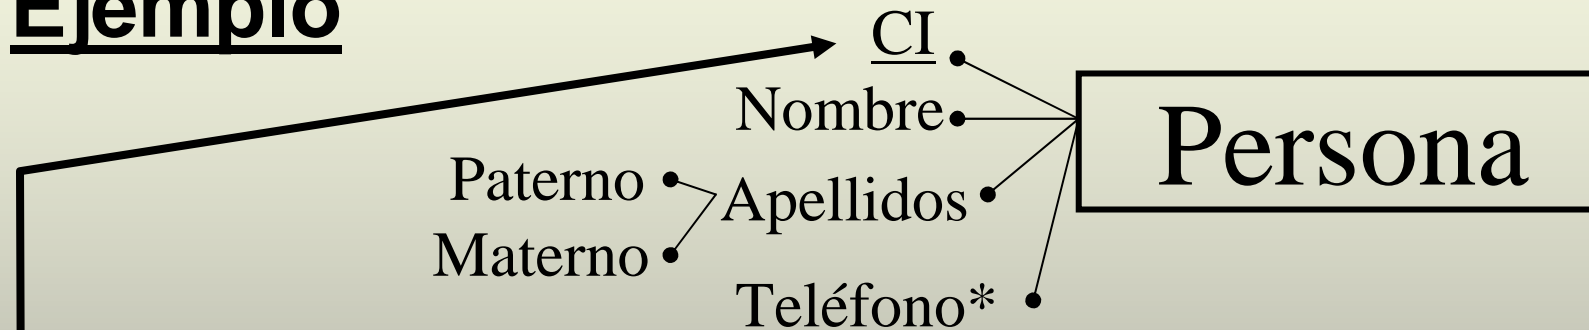 Ejemplo
CI
Nombre
Persona
Paterno
Apellidos
Materno
Teléfono*